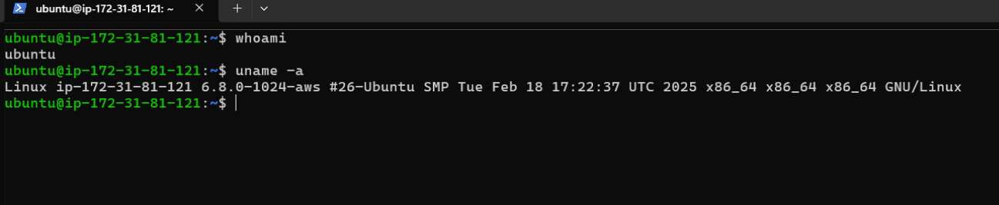 ubuntu@ip-172-31-81-121: ~
ubuntu@ip-172-31-81-121:~$ whoami
ubuntu
ubuntu@ip-172-31-81-121:~$ uname -a
Linux ip-172-31-81-121 6.8.0-1024-aws #26-Ubuntu SMP Tue Feb 18 17:22:37 UTC 2025 x86_64 x86_64 x86_64 GNU/Linux
ubuntu@ip-172-31-81-121:~$